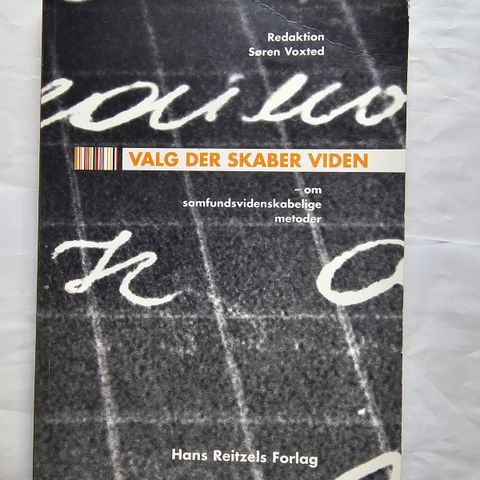 Redaktion
Søren Voxted
VALG DER SKABER VIDEN
– om
samfundsvidenskabelige
metoder
Hans Reitzels Forlag